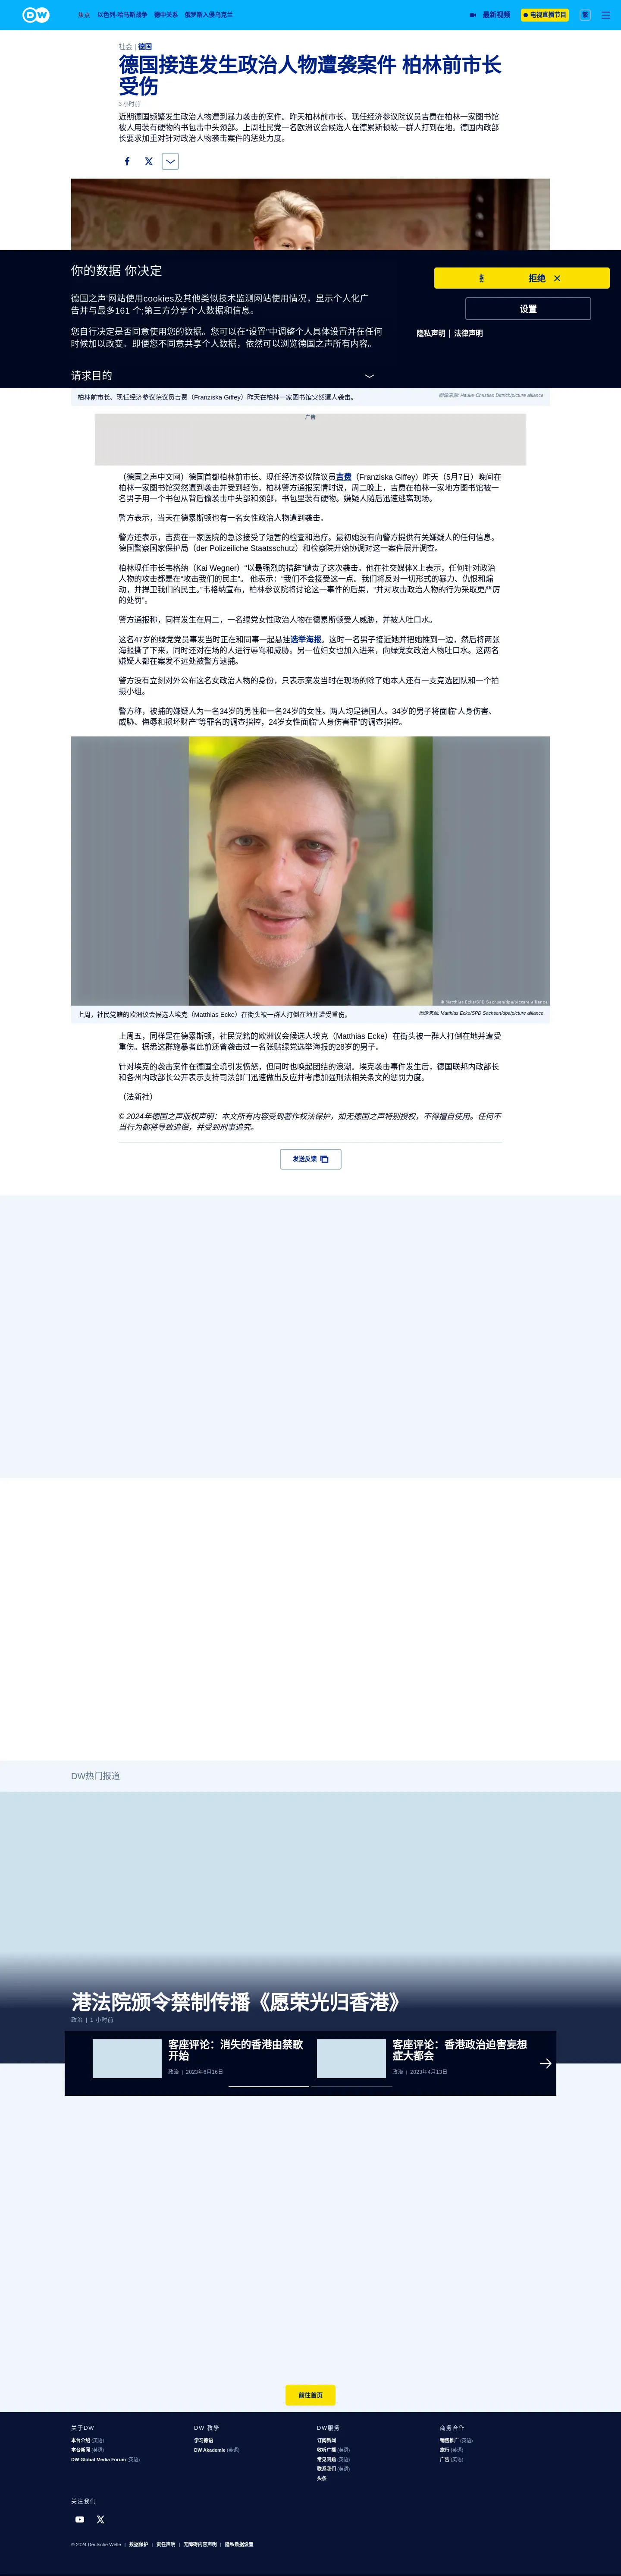 DW
焦点 以色列-哈马斯战争 德中关系 俄罗斯入侵乌克兰
最新视频 电视直播节目 繁
社会 | 德国
德国接连发生政治人物遭袭案件 柏林前市长
受伤
3 小时前
近期德国频繁发生政治人物遭到暴力袭击的案件。昨天柏林前市长、现任经济参议院议员吉费在柏林一家图书馆
被人用装有硬物的书包击中头颈部。上周社民党一名欧洲议会候选人在德累斯顿被一群人打到在地。德国内政部
长要求加重对针对政治人物袭击案件的惩处力度。
你的数据 你决定
德国之声’网站使用cookies及其他类似技术监测网站使用情况，显示个人化广
告并与最多161 个;第三方分享个人数据和信息。
您自行决定是否同意使用您的数据。您可以在“设置”中调整个人具体设置并在任何
时候加以改变。即便您不同意共享个人数据，依然可以浏览德国之声所有内容。
请求目的
拒绝
设置
隐私声明 | 法律声明
柏林前市长、现任经济参议院议员吉费（Franziska Giffey）昨天在柏林一家图书馆突然遭人袭击。
图像来源: Hauke-Christian Dittrich/picture alliance
广告
（德国之声中文网）德国首都柏林前市长、现任经济参议院议员吉费（Franziska Giffey）昨天（5月7日）晚间在
柏林一家图书馆突然遭到袭击并受到轻伤。柏林警方通报案情时说，周二晚上，吉费在柏林一家地方图书馆被一
名男子用一个书包从背后偷袭击中头部和颈部，书包里装有硬物。嫌疑人随后迅速逃离现场。
警方表示，当天在德累斯顿也有一名女性政治人物遭到袭击。
警方还表示，吉费在一家医院的急诊接受了短暂的检查和治疗。最初她没有向警方提供有关嫌疑人的任何信息。
德国警察国家保护局（der Polizeiliche Staatsschutz）和检察院开始协调对这一案件展开调查。
柏林现任市长韦格纳（Kai Wegner）“以最强烈的措辞”谴责了这次袭击。他在社交媒体X上表示，任何针对政治
人物的攻击都是在“攻击我们的民主”。 他表示：“我们不会接受这一点。我们将反对一切形式的暴力、仇恨和煽
动，并捍卫我们的民主。”韦格纳宣布，柏林参议院将讨论这一事件的后果，“并对攻击政治人物的行为采取更严厉
的处罚”。
警方通报称，同样发生在周二，一名绿党女性政治人物在德累斯顿受人威胁，并被人吐口水。
这名47岁的绿党党员事发当时正在和同事一起悬挂选举海报。这时一名男子接近她并把她推到一边，然后将两张
海报撕了下来，同时还对在场的人进行辱骂和威胁。另一位妇女也加入进来，向绿党女政治人物吐口水。这两名
嫌疑人都在案发不远处被警方逮捕。
警方没有立刻对外公布这名女政治人物的身份，只表示案发当时在现场的除了她本人还有一支竞选团队和一个拍
摄小组。
警方称，被捕的嫌疑人为一名34岁的男性和一名24岁的女性。两人均是德国人。34岁的男子将面临“人身伤害、
威胁、侮辱和损坏财产”等罪名的调查指控，24岁女性面临“人身伤害罪”的调查指控。
© Matthias Ecke/SPD Sachsen/dpa/picture alliance
上周，社民党籍的欧洲议会候选人埃克（Matthias Ecke）在街头被一群人打倒在地并遭受重伤。
图像来源: Matthias Ecke/SPD Sachsen/dpa/picture alliance
上周五，同样是在德累斯顿，社民党籍的欧洲议会候选人埃克（Matthias Ecke）在街头被一群人打倒在地并遭受
重伤。据悉这群施暴者此前还曾袭击过一名张贴绿党选举海报的28岁的男子。
针对埃克的袭击案件在德国全境引发愤怒，但同时也唤起团结的浪潮。埃克袭击事件发生后，德国联邦内政部长
和各州内政部长公开表示支持司法部门迅速做出反应并考虑加强刑法相关条文的惩罚力度。
（法新社）
© 2024年德国之声版权声明：本文所有内容受到著作权法保护，如无德国之声特别授权，不得擅自使用。任何不
当行为都将导致追偿，并受到刑事追究。
发送反馈
DW热门报道
港法院颁令禁制传播《愿荣光归香港》
政治 | 1 小时前
客座评论：消失的香港由禁歌
开始
政治 | 2023年6月16日
客座评论：香港政治迫害妄想
症大都会
政治 | 2023年4月13日
前往首页
关于DW
本台介绍 (英语)
本台新闻 (英语)
DW Global Media Forum (英语)
DW 教學
学习德语
DW Akademie (英语)
DW服务
订阅新闻
收听广播 (英语)
常见问题 (英语)
联系我们 (英语)
头条
商务合作
销售推广 (英语)
旅行 (英语)
广告 (英语)
关注我们
© 2024 Deutsche Welle | 数据保护 | 责任声明 | 无障碍内容声明 | 隐私数据设置